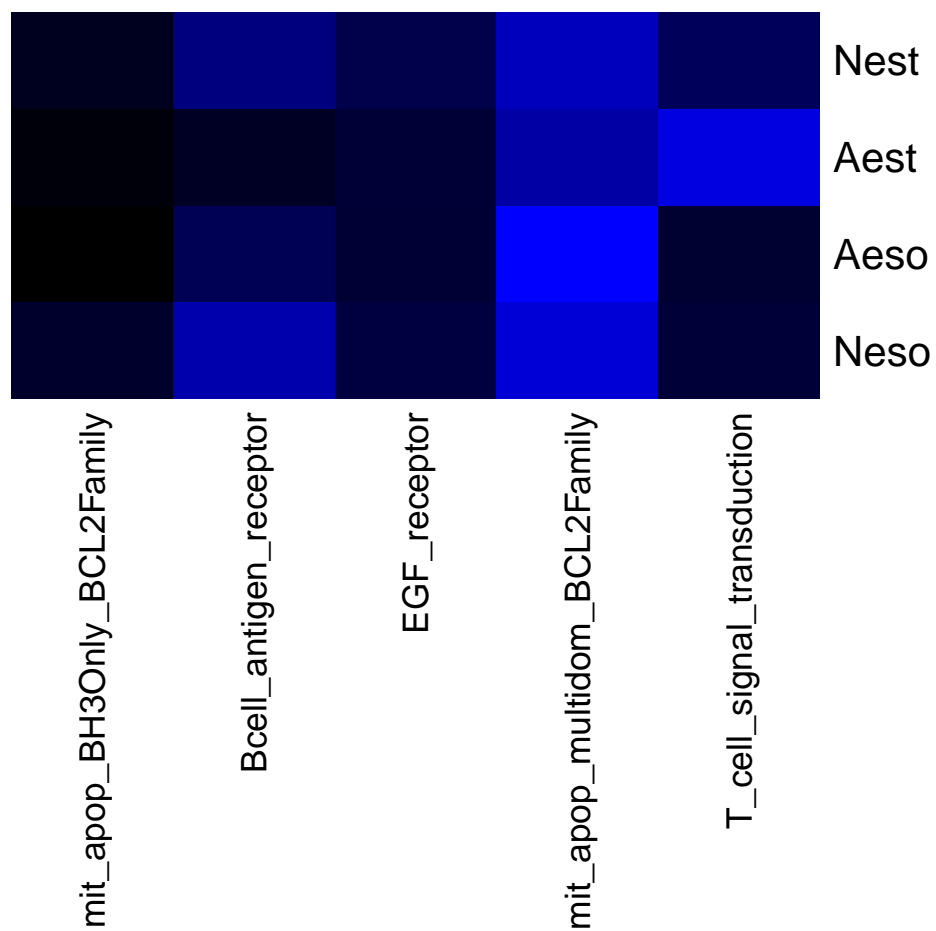 Nest
Aest
Aeso
Neso
mit_apop_BH3Only_BCL2Family
Bcell_antigen_receptor
EGF_receptor
mit_apop_multidom_BCL2Family
T_cell_signal_transduction